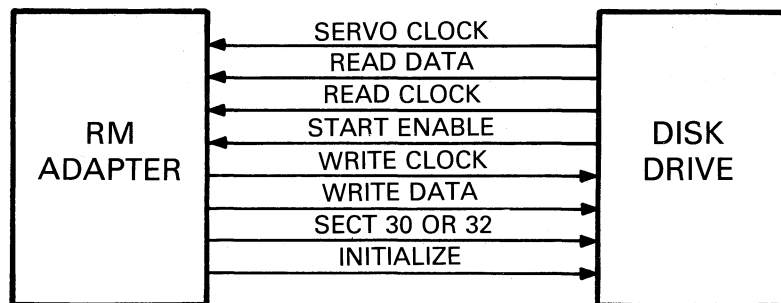 SERVO CLOCK
READ DATA
READ CLOCK
START ENABLE
WRITE CLOCK
WRITE DATA
SECT 30 OR 32
INITIALIZE
RM
ADAPTER
DISK
DRIVE